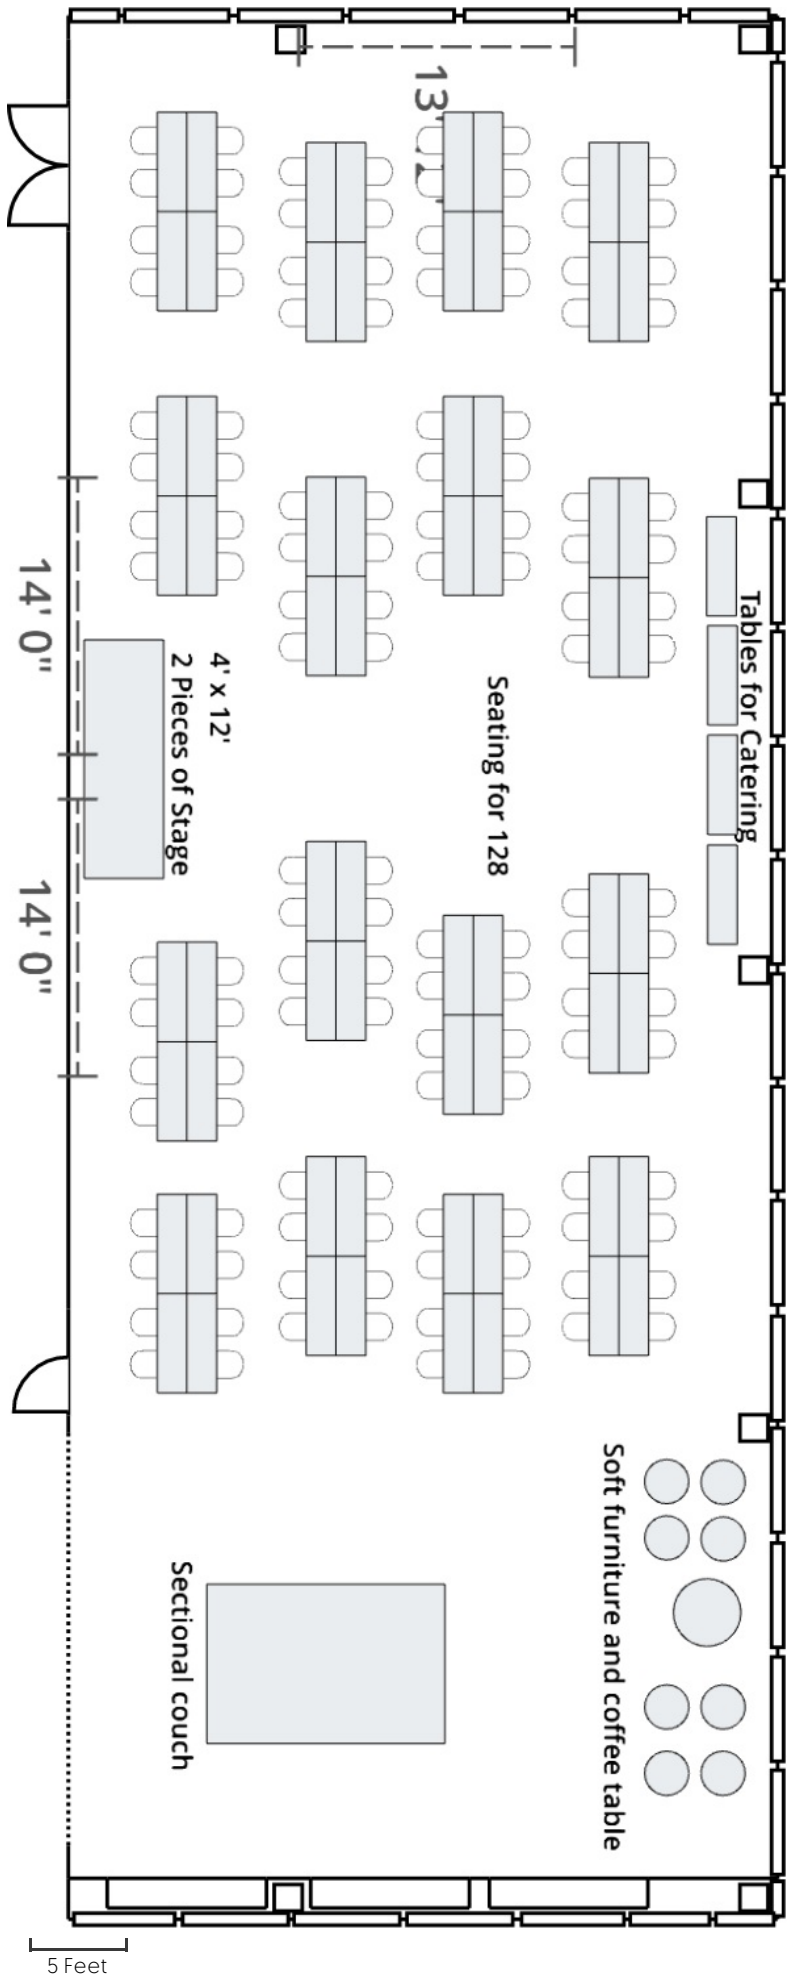 13'
14' 0"
14' 0"
4' x 12'
2 Pieces of Stage
Seating for 128
Tables for Catering
Soft furniture and coffee table
Sectional couch
5 Feet